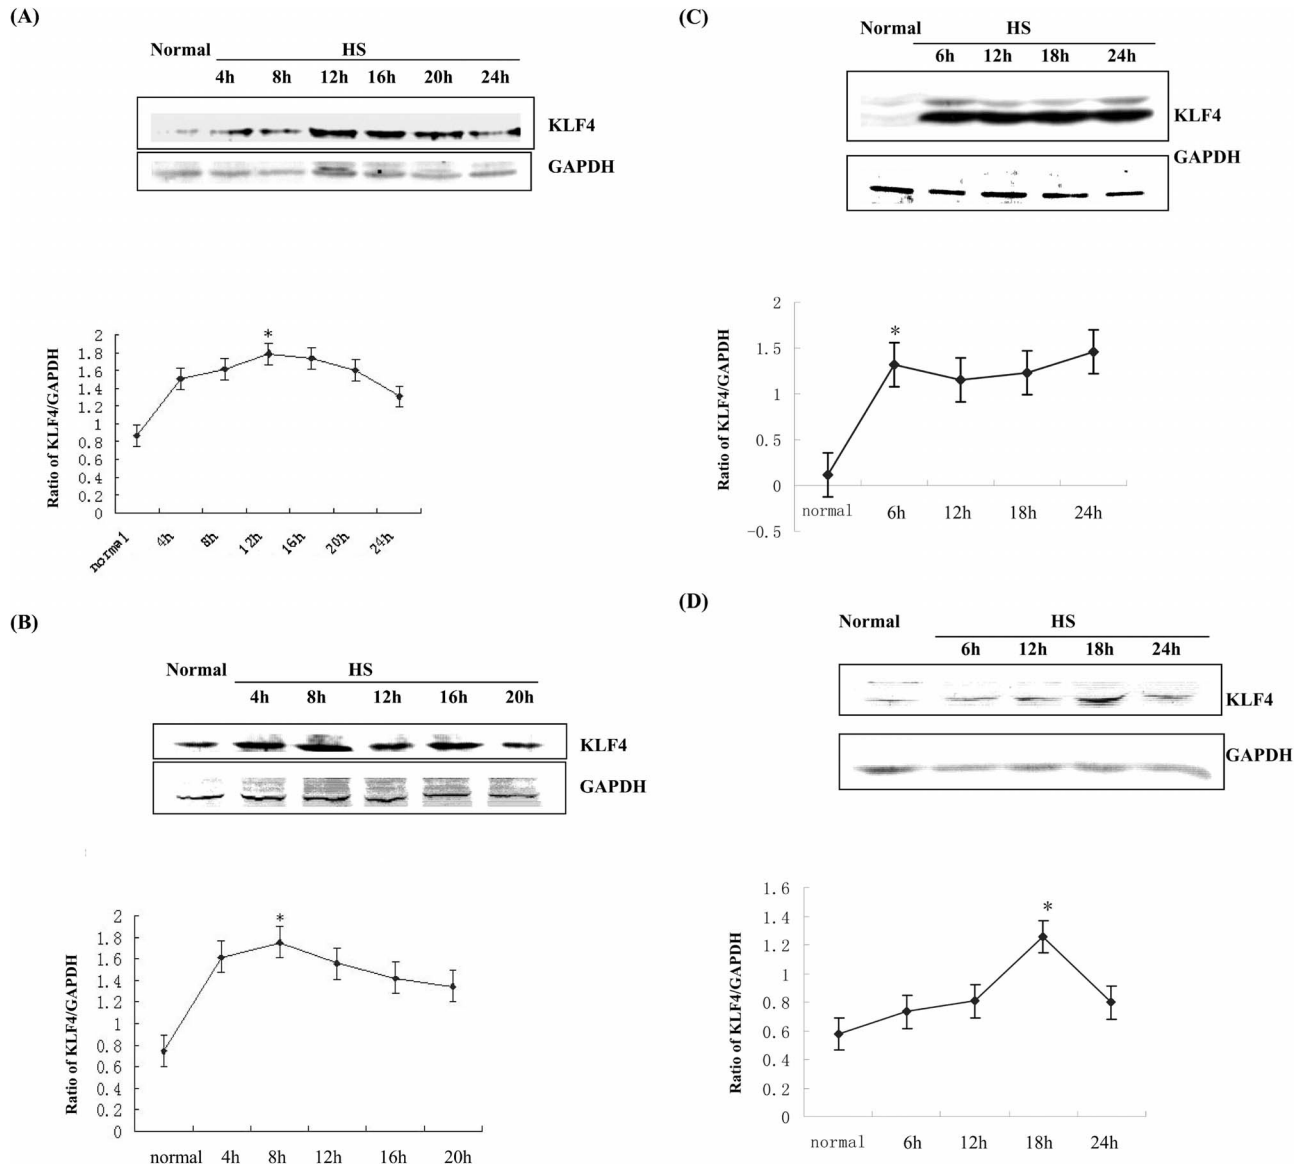 (A)
Normal HS
4h 8h 12h 16h 20h 24h
KLF4
GAPDH
Ratio of KLF4/GAPDH
2
1.8
1.6
1.4
1.2
1
0.8
0.6
0.4
0.2
0
*
normal 4h 8h 12h 16h 20h 24h
(B)
Normal HS
4h 8h 12h 16h 20h
KLF4
GAPDH
Ratio of KLF4/GAPDH
2
1.8
1.6
1.4
1.2
1
0.8
0.6
0.4
0.2
0
*
normal 4h 8h 12h 16h 20h
(C)
Normal HS
6h 12h 18h 24h
KLF4
GAPDH
Ratio of KLF4/GAPDH
2
1.5
1
0.5
0
-0.5
*
normal 6h 12h 18h 24h
(D)
Normal HS
6h 12h 18h 24h
KLF4
GAPDH
Ratio of KLF4/GAPDH
1.6
1.4
1.2
1
0.8
0.6
0.4
0.2
0
*
normal 6h 12h 18h 24h